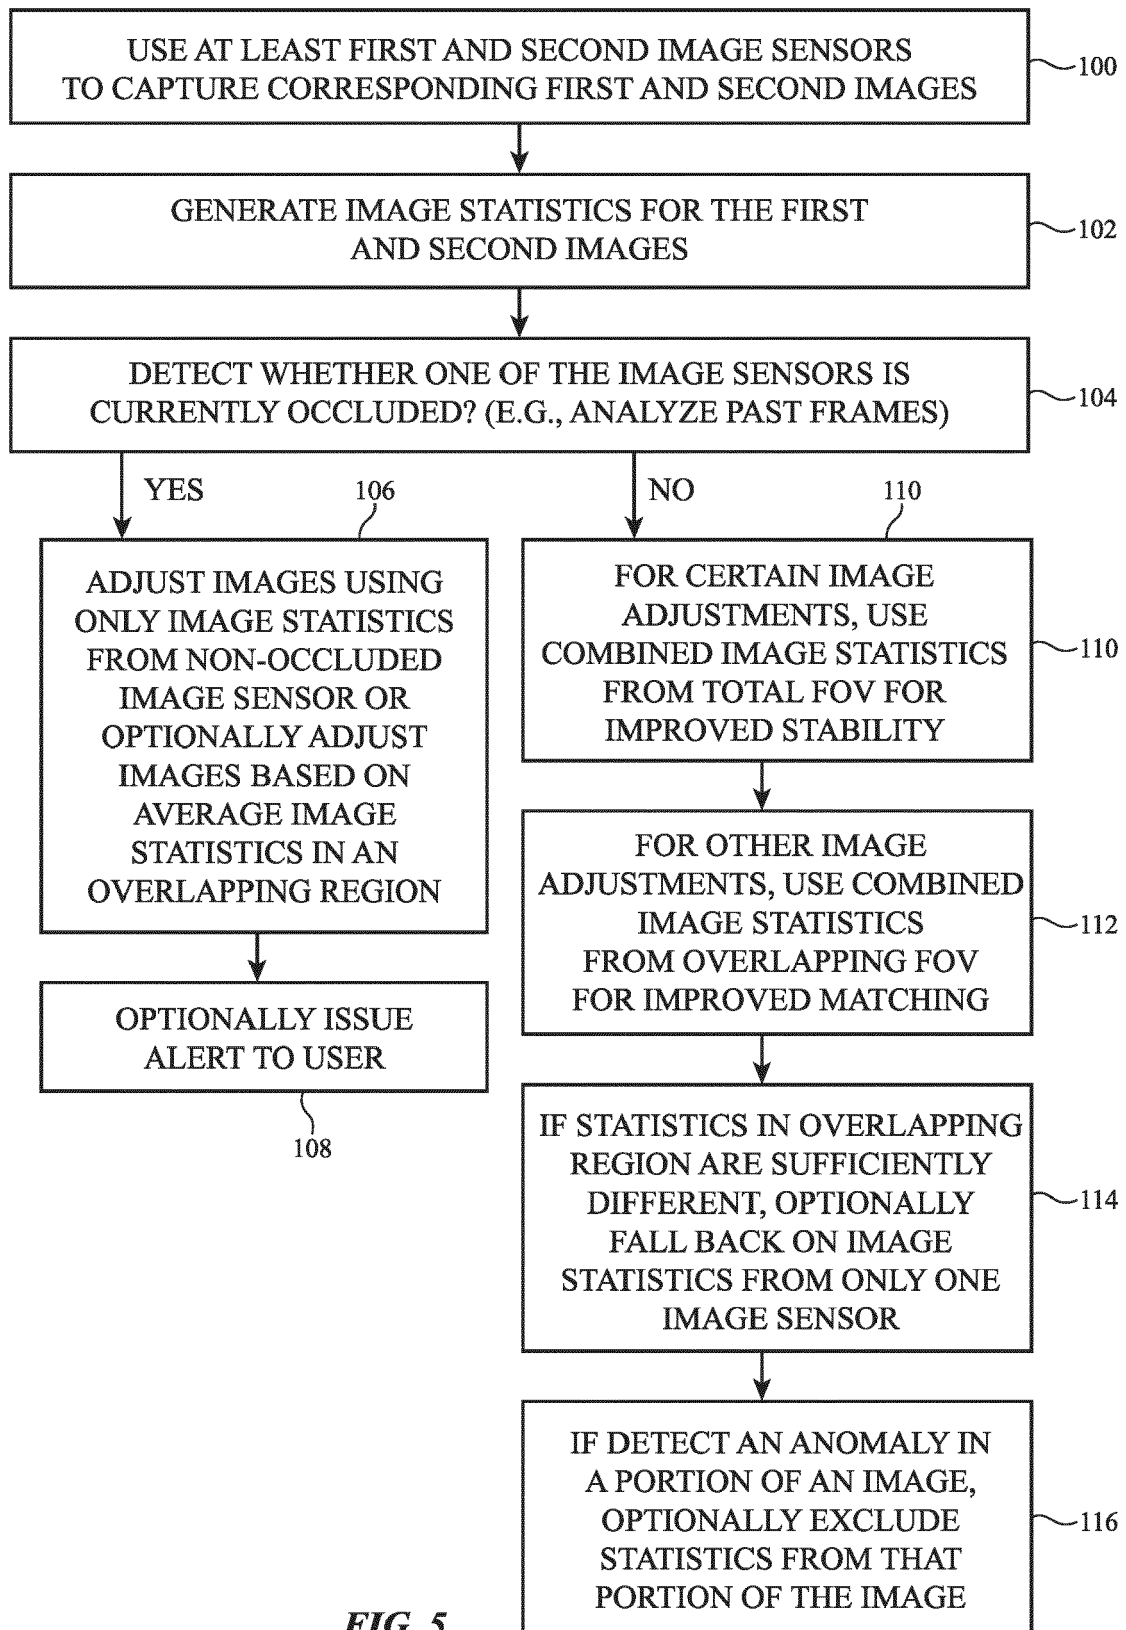 USE AT LEAST FIRST AND SECOND IMAGE SENSORS
TO CAPTURE CORRESPONDING FIRST AND SECOND IMAGES
100
GENERATE IMAGE STATISTICS FOR THE FIRST
AND SECOND IMAGES
102
DETECT WHETHER ONE OF THE IMAGE SENSORS IS
CURRENTLY OCCLUDED? (E.G., ANALYZE PAST FRAMES)
104
YES
106
ADJUST IMAGES USING
ONLY IMAGE STATISTICS
FROM NON-OCCLUDED
IMAGE SENSOR OR
OPTIONALLY ADJUST
IMAGES BASED ON
AVERAGE IMAGE
STATISTICS IN AN
OVERLAPPING REGION
OPTIONALLY ISSUE
ALERT TO USER
108
NO
110
FOR CERTAIN IMAGE
ADJUSTMENTS, USE
COMBINED IMAGE STATISTICS
FROM TOTAL FOV FOR
IMPROVED STABILITY
110
FOR OTHER IMAGE
ADJUSTMENTS, USE COMBINED
IMAGE STATISTICS
FROM OVERLAPPING FOV
FOR IMPROVED MATCHING
112
IF STATISTICS IN OVERLAPPING
REGION ARE SUFFICIENTLY
DIFFERENT, OPTIONALLY
FALL BACK ON IMAGE
STATISTICS FROM ONLY ONE
IMAGE SENSOR
114
IF DETECT AN ANOMALY IN
A PORTION OF AN IMAGE,
OPTIONALLY EXCLUDE
STATISTICS FROM THAT
PORTION OF THE IMAGE
116
FIG. 5